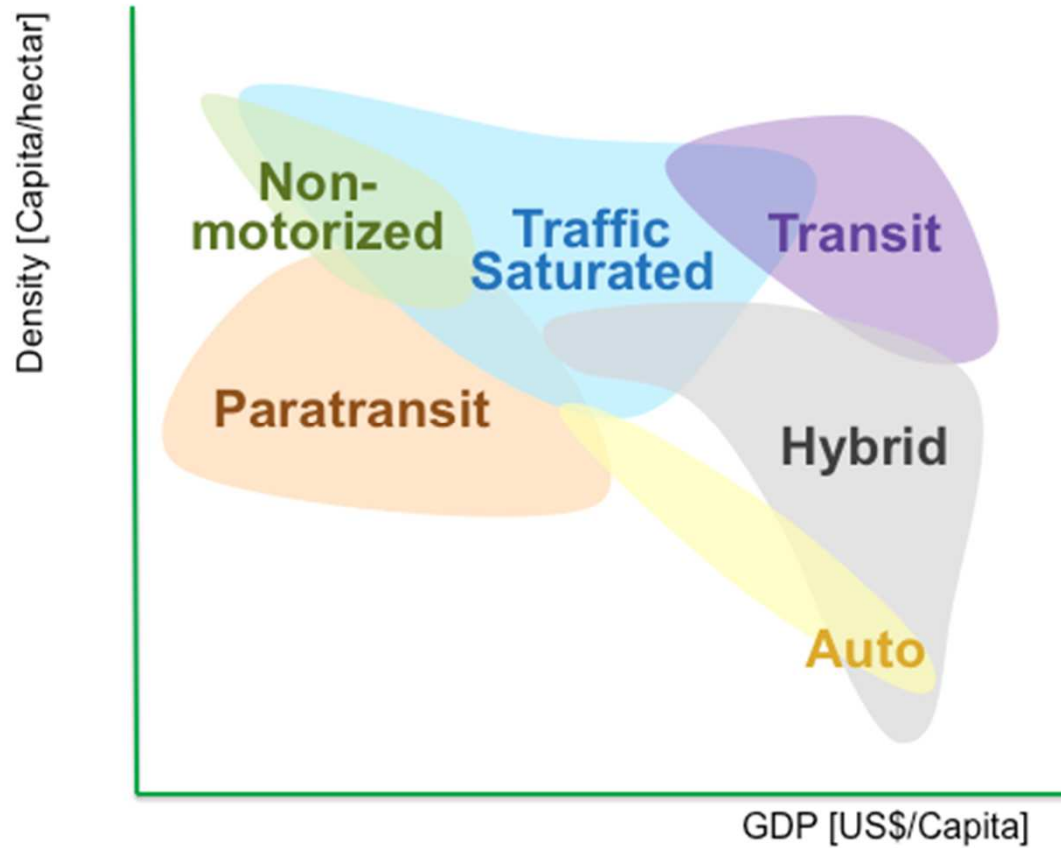 Density [Capita/hectar]
Non-
motorized
Traffic
Saturated
Transit
Paratransit
Hybrid
Auto
GDP [US$/Capita]